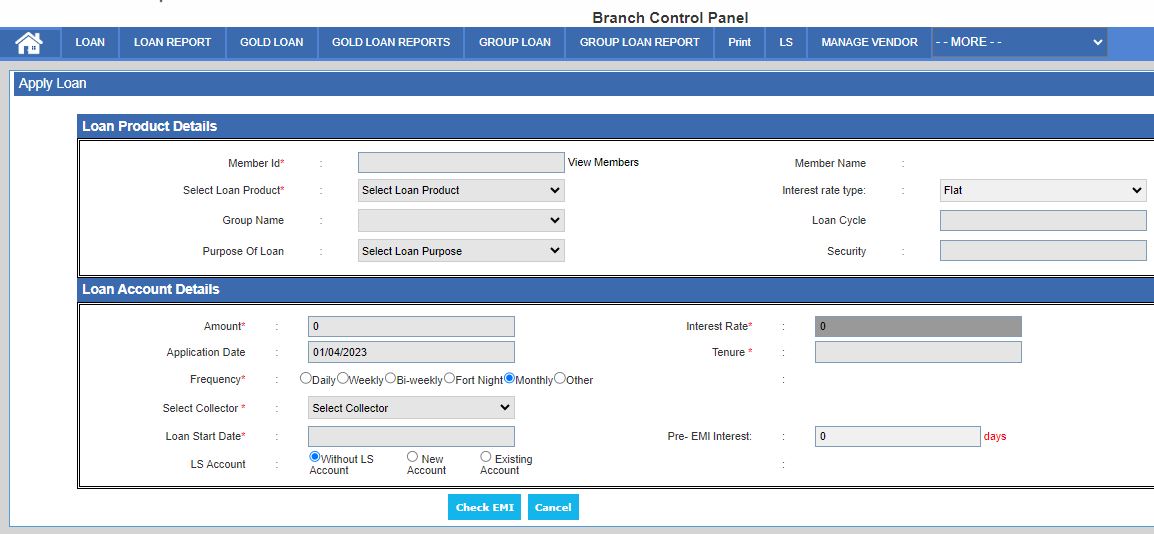 Branch Control Panel
LOAN LOAN REPORT GOLD LOAN GOLD LOAN REPORTS GROUP LOAN GROUP LOAN REPORT Print LS MANAGE VENDOR - - MORE - -
Apply Loan
Loan Product Details
Member Id* : View Members Member Name :
Select Loan Product* : Select Loan Product Interest rate type: : Flat
Group Name : Loan Cycle
Purpose Of Loan : Select Loan Purpose Security :
Loan Account Details
Amount* : 0 Interest Rate* : 0
Application Date : 01/04/2023 Tenure * :
Frequency* : Daily Weekly Bi-weekly Fort Night Monthly Other :
Select Collector * : Select Collector
Loan Start Date* : Pre- EMI Interest: : 0 days
LS Account : Without LS Account New Account Existing Account :
Check EMI Cancel